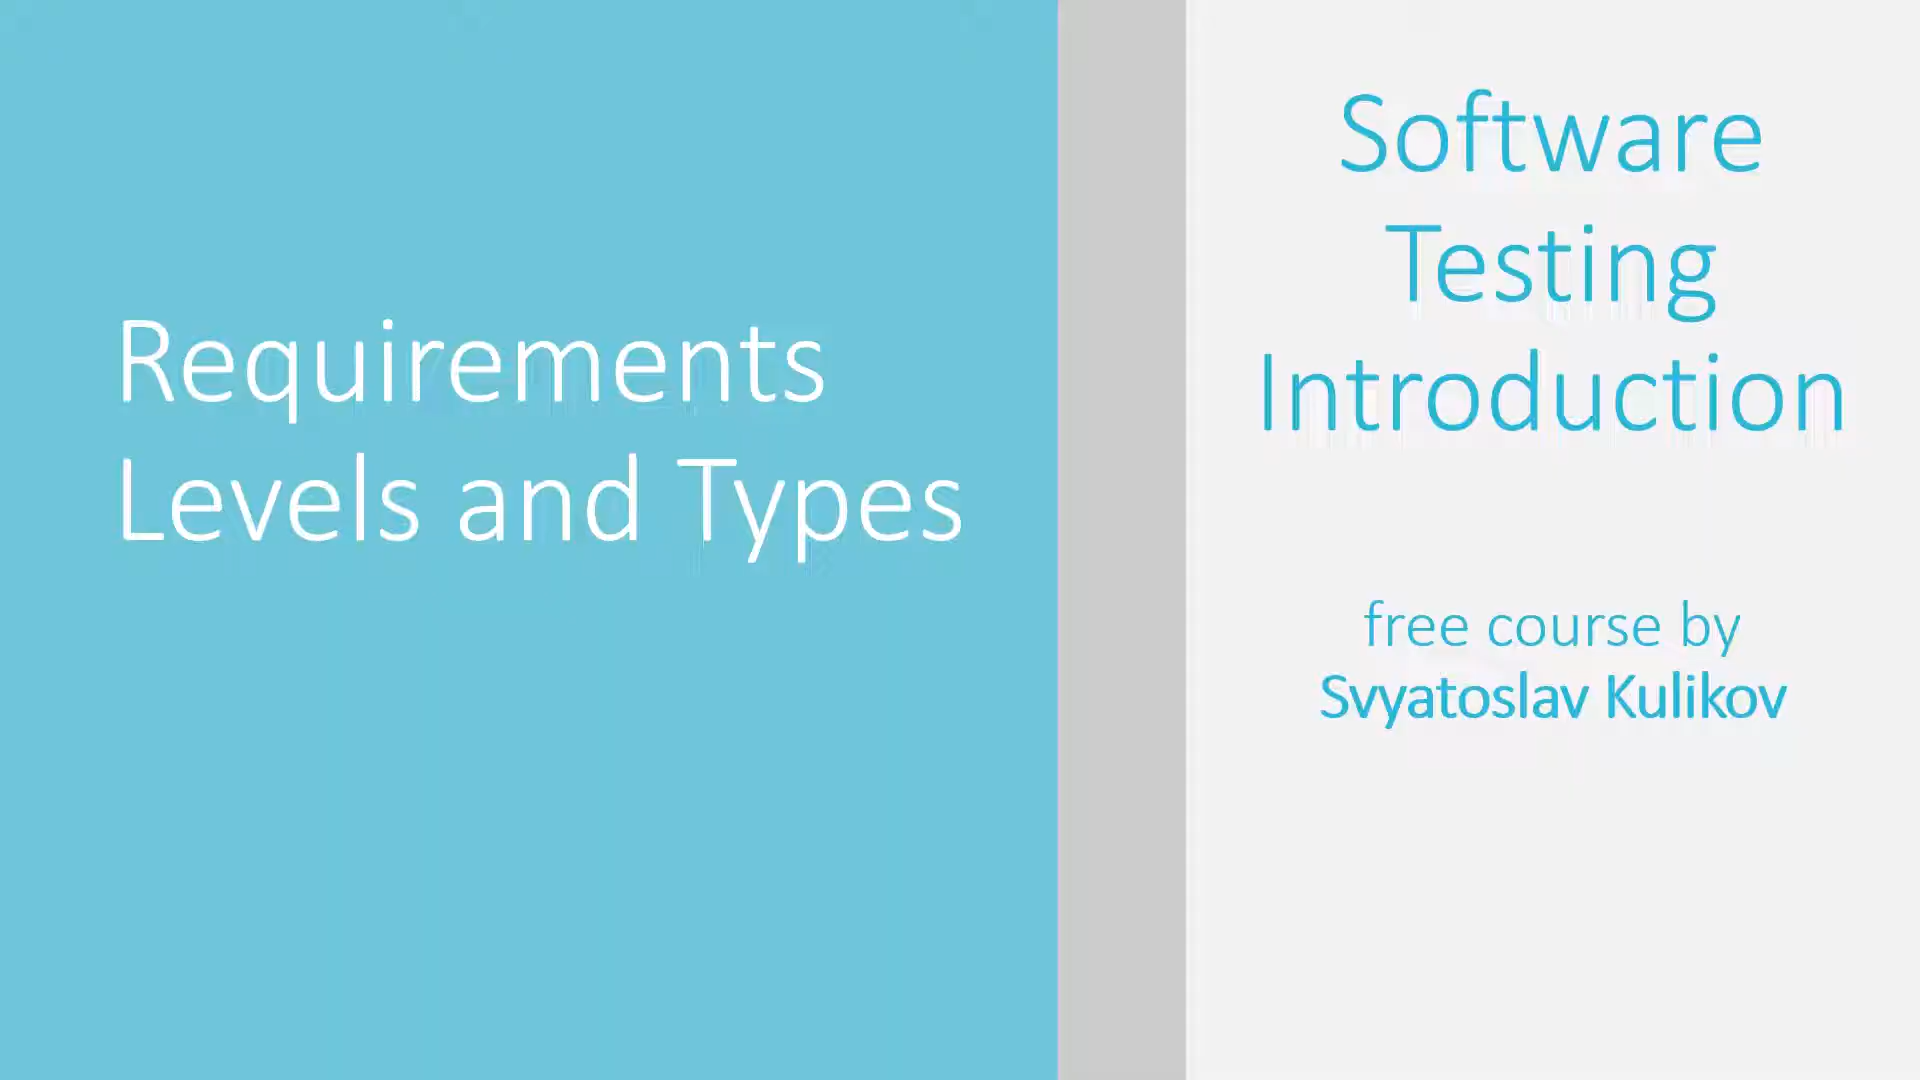 Requirements
Levels and Types
Software
Testing
Introduction
free course by
Svyatoslav Kulikov